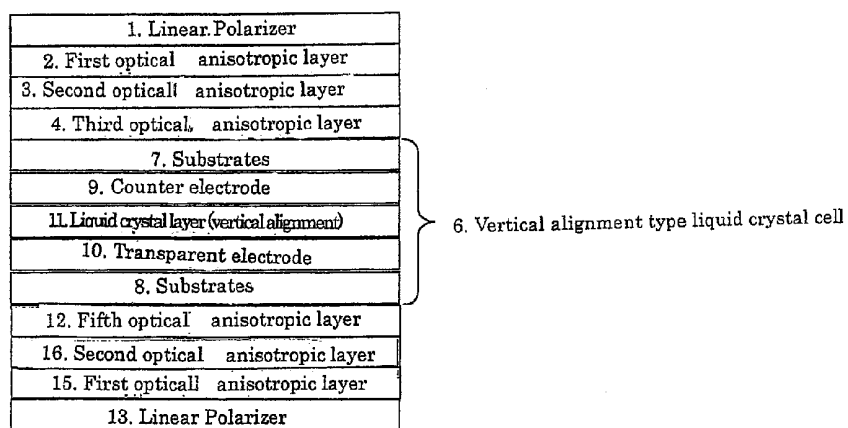 1. Linear Polarizer
2. First optical anisotropic layer
3. Second optical anisotropic layer
4. Third optical anisotropic layer
7. Substrates
9. Counter electrode
11. Liquid crystal layer (vertical alignment)
10. Transparent electrode
8. Substrates
6. Vertical alignment type liquid crystal cell
12. Fifth optical anisotropic layer
16. Second optical anisotropic layer
15. First optical anisotropic layer
13. Linear Polarizer